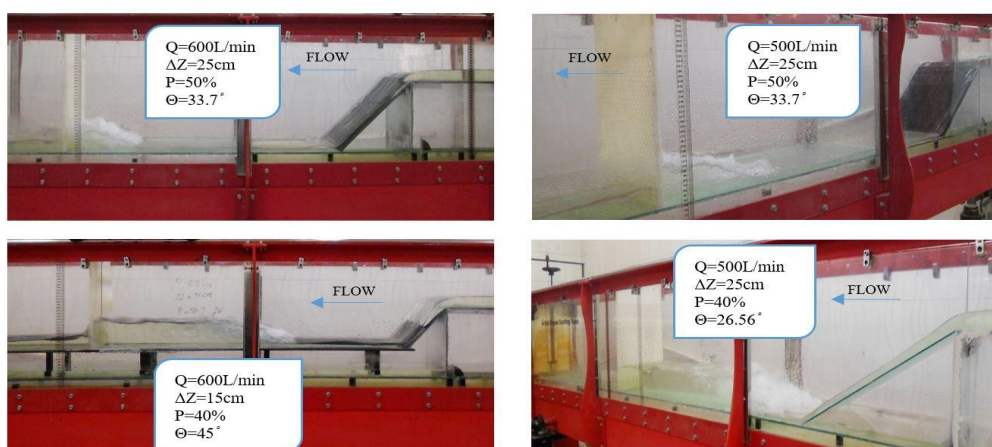 Q=600L/min
ΔZ=25cm
P=50%
Θ=33.7˚
FLOW
Q=500L/min
ΔZ=25cm
P=50%
Θ=33.7˚
FLOW
Q=600L/min
ΔZ=15cm
P=40%
Θ=45˚
FLOW
Q=500L/min
ΔZ=25cm
P=40%
Θ=26.56˚
FLOW